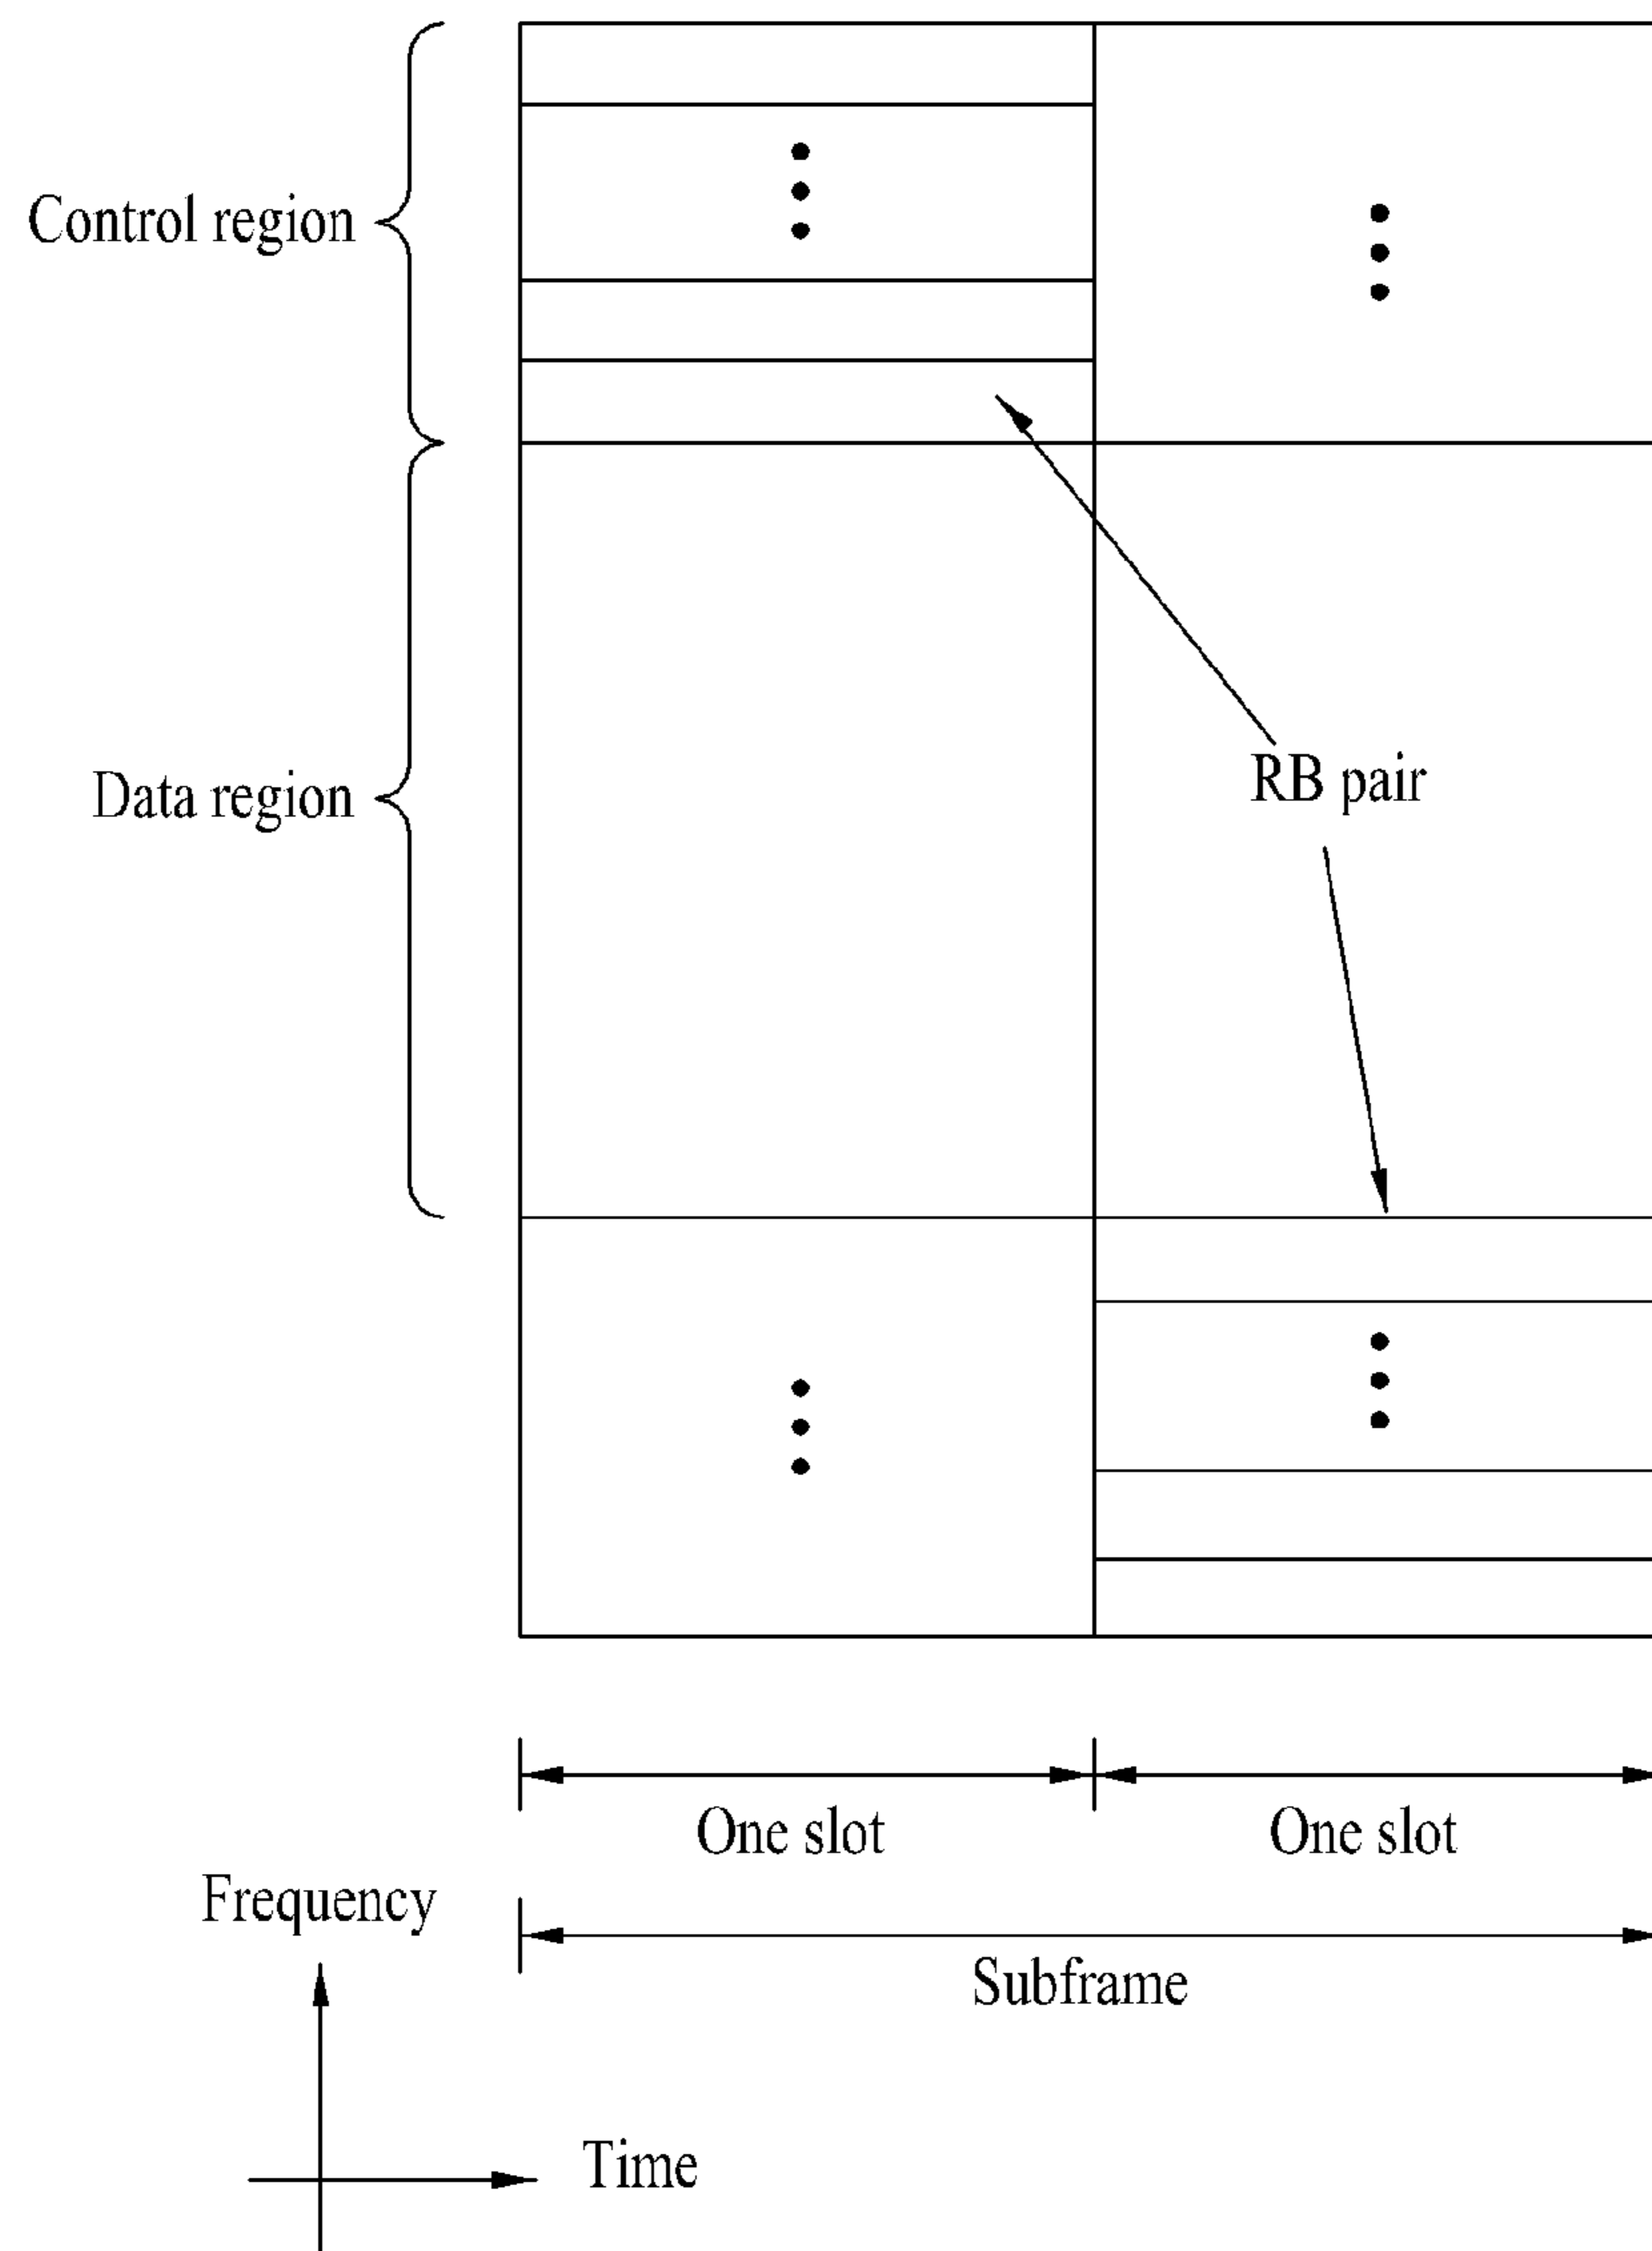 Control region
RB pair
Data region
One slot
One slot
Frequency
Subframe
Time